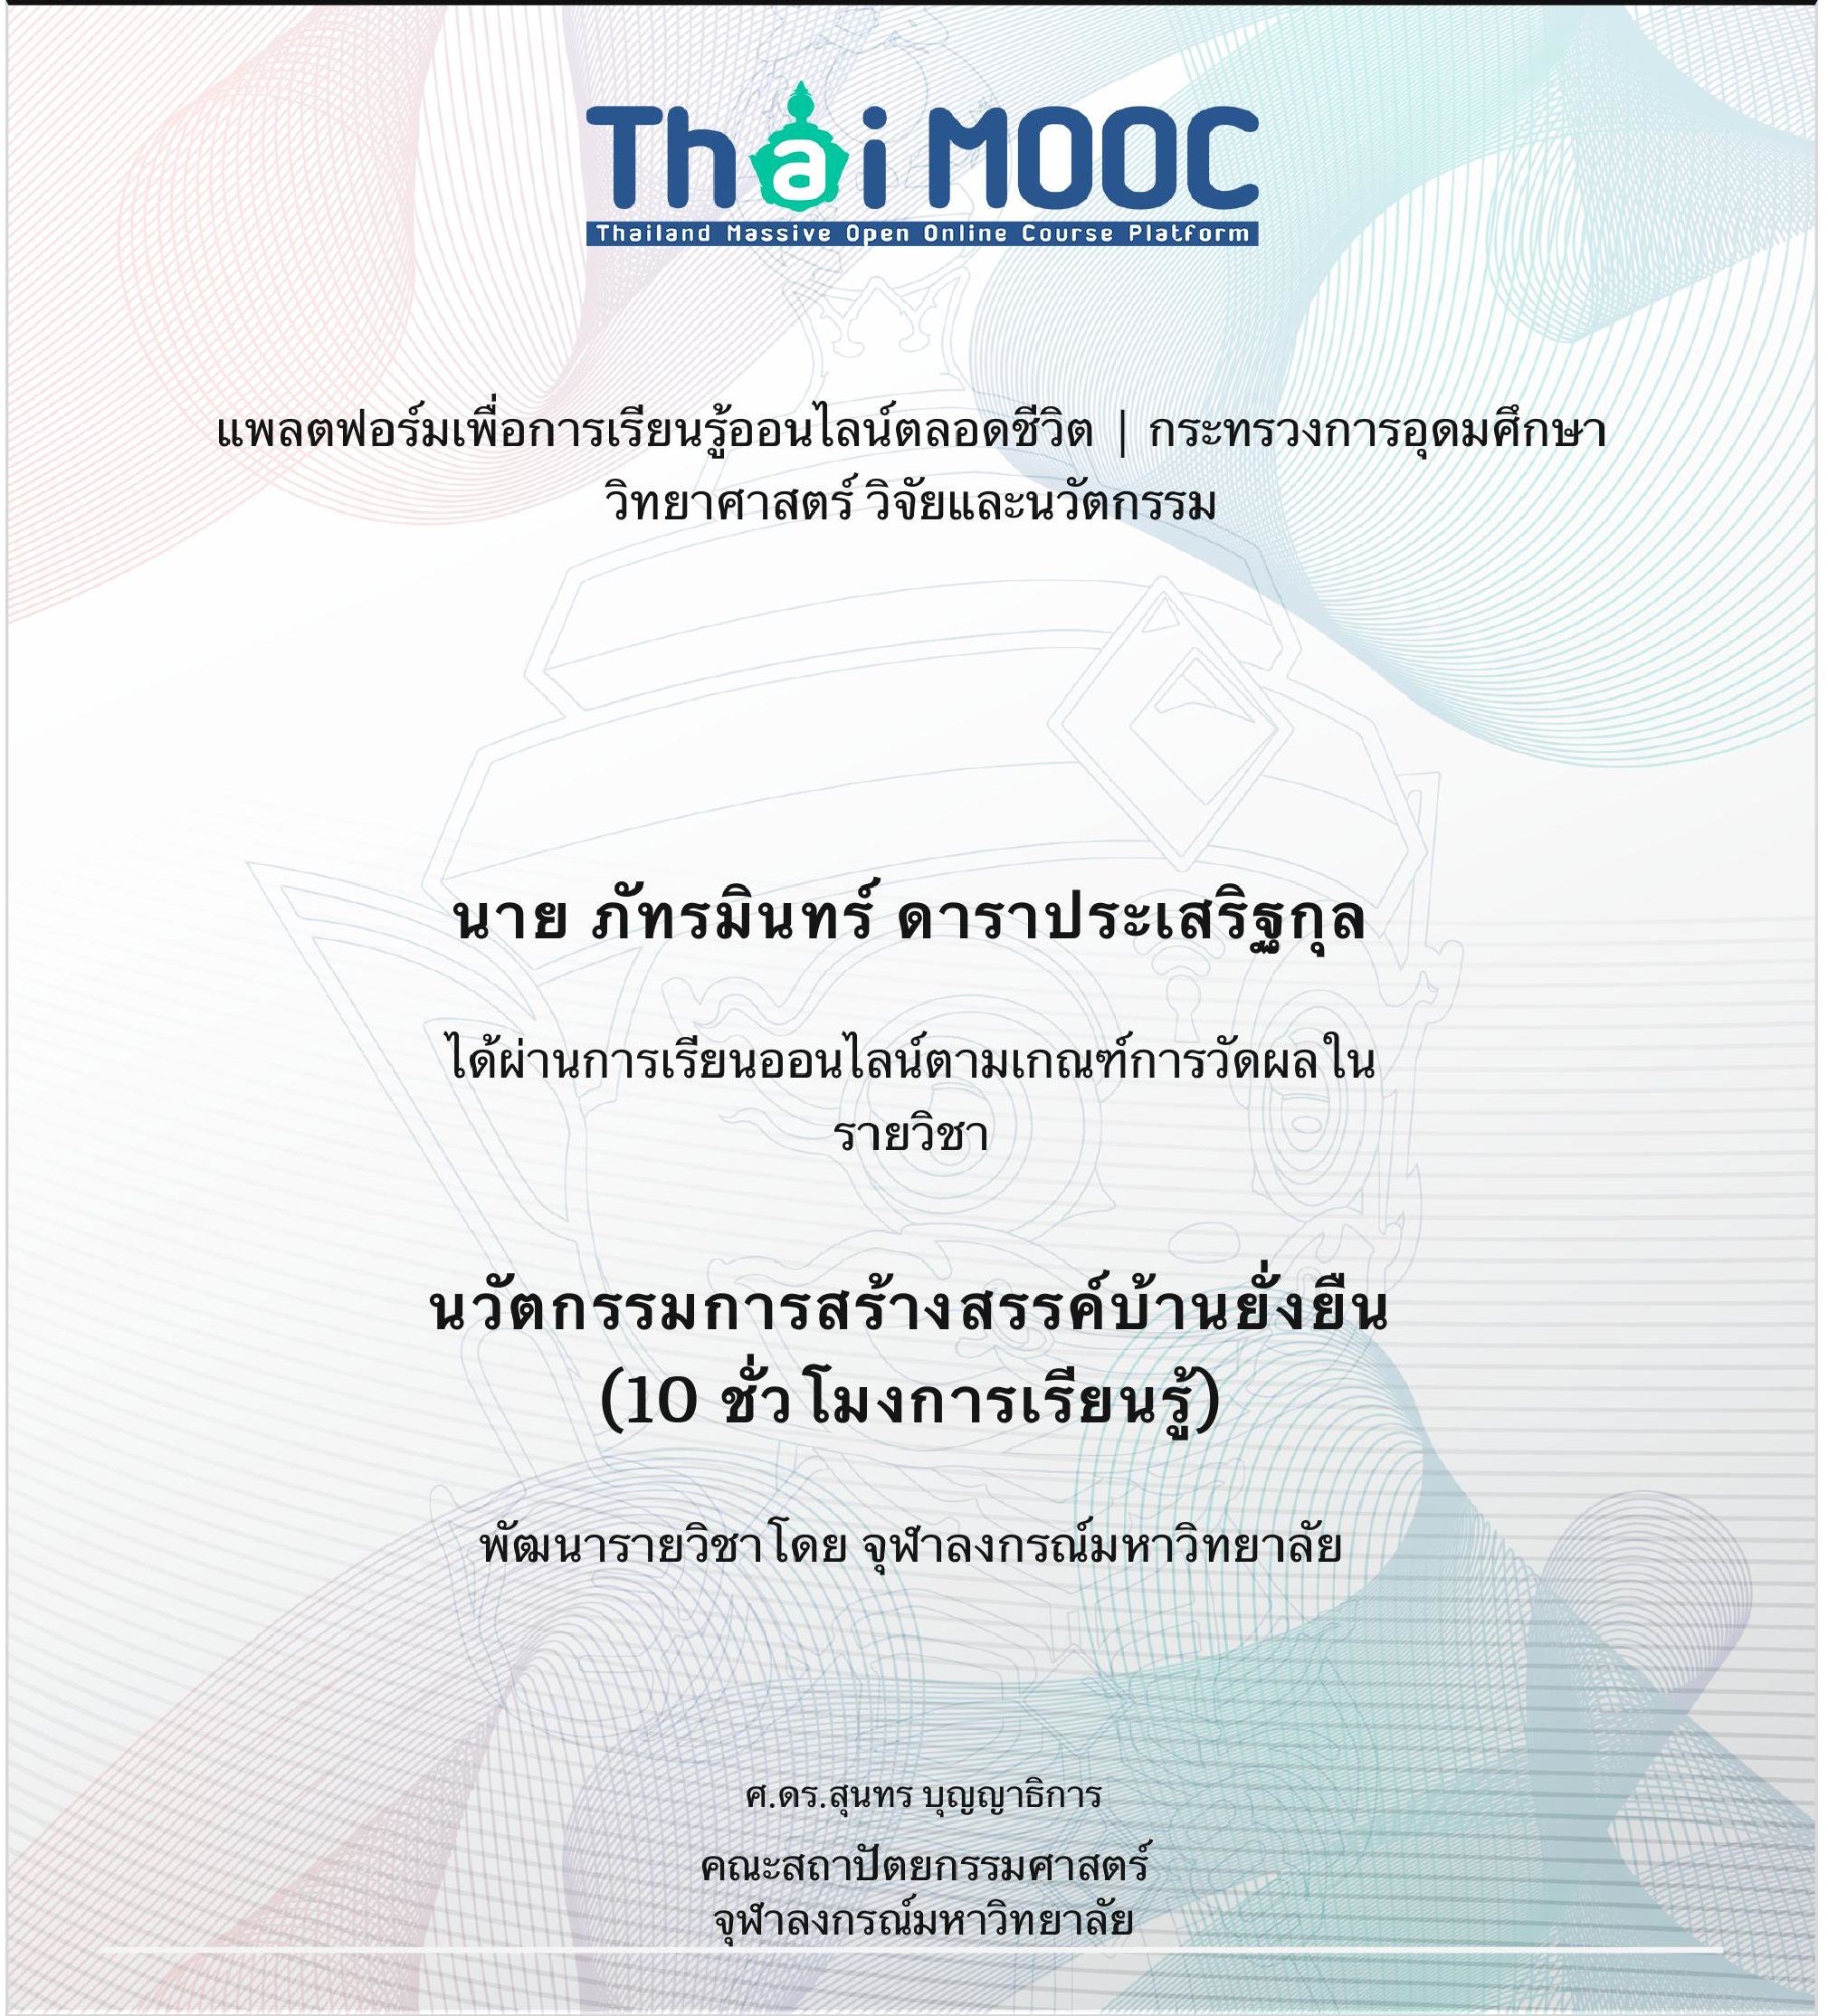 Thai MOOC
Thailand Massive Open Online Course Platform
แพลตฟอร์มเพื่อการเรียนรู้ออนไลน์ตลอดชีวิต | กระทรวงการอุดมศึกษา
วิทยาศาสตร์ วิจัยและนวัตกรรม
นาย ภัทรมินทร์ ดาราประเสริฐกุล
ได้ผ่านการเรียนออนไลน์ตามเกณฑ์การวัดผลใน
รายวิชา
นวัตกรรมการสร้างสรรค์บ้านยั่งยืน
(10 ชั่วโมงการเรียนรู้)
พัฒนารายวิชาโดย จุฬาลงกรณ์มหาวิทยาลัย
ศ.ดร.สุนทร บุญญาธิการ
คณะสถาปัตยกรรมศาสตร์
จุฬาลงกรณ์มหาวิทยาลัย